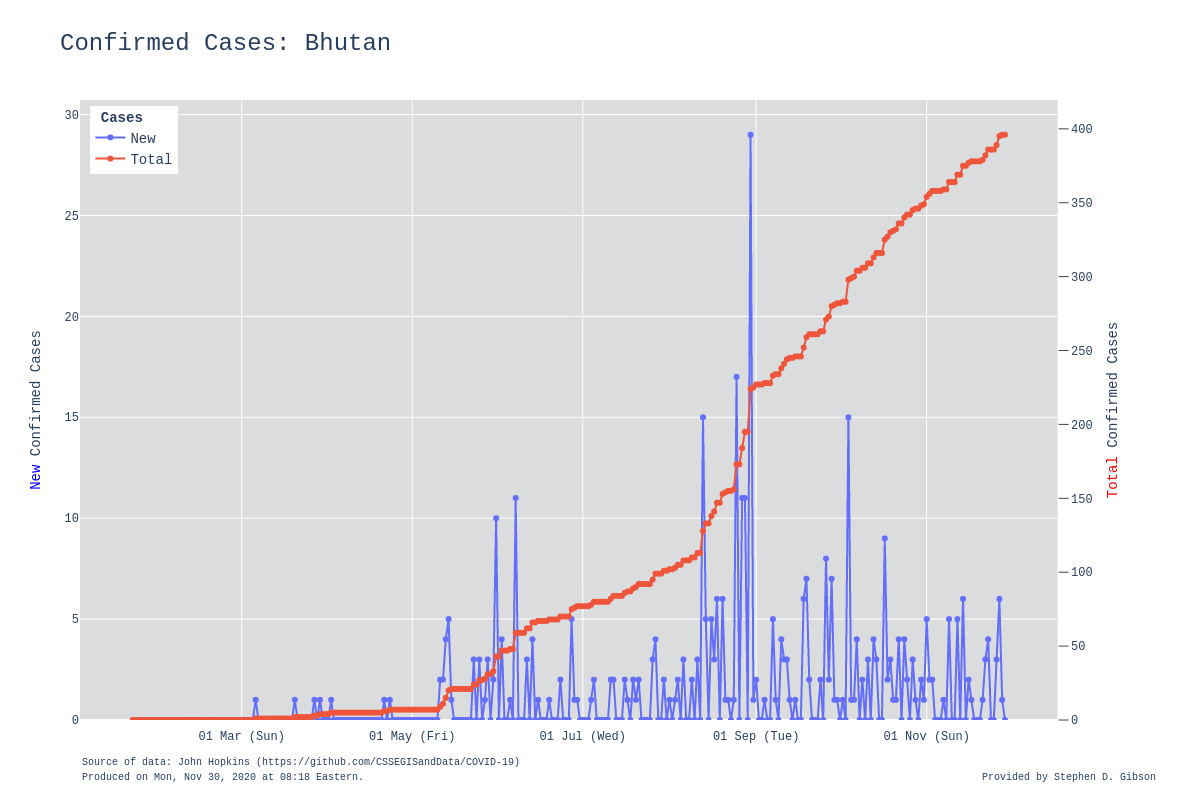 Confirmed Cases: Bhutan
Cases
New
Total
30
25
20
15
10
5
0
400
350
300
250
200
150
100
50
0
New Confirmed Cases
Total Confirmed Cases
01 Mar (Sun)
01 May (Fri)
01 Jul (Wed)
01 Sep (Tue)
01 Nov (Sun)
Source of data: John Hopkins (https://github.com/CSSEGISandData/COVID-19)
Produced on Mon, Nov 30, 2020 at 08:18 Eastern.
Provided by Stephen D. Gibson